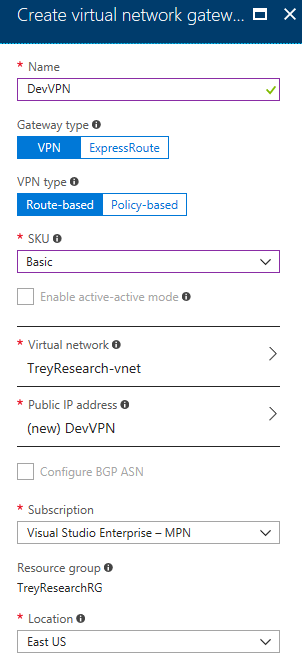 Create virtual network gatew...
* Name
DevVPN
Gateway type
VPN ExpressRoute
VPN type
Route-based Policy-based
* SKU
Basic
Enable active-active mode
* Virtual network
TreyResearch-vnet
* Public IP address
(new) DevVPN
Configure BGP ASN
* Subscription
Visual Studio Enterprise – MPN
Resource group
TreyResearchRG
* Location
East US